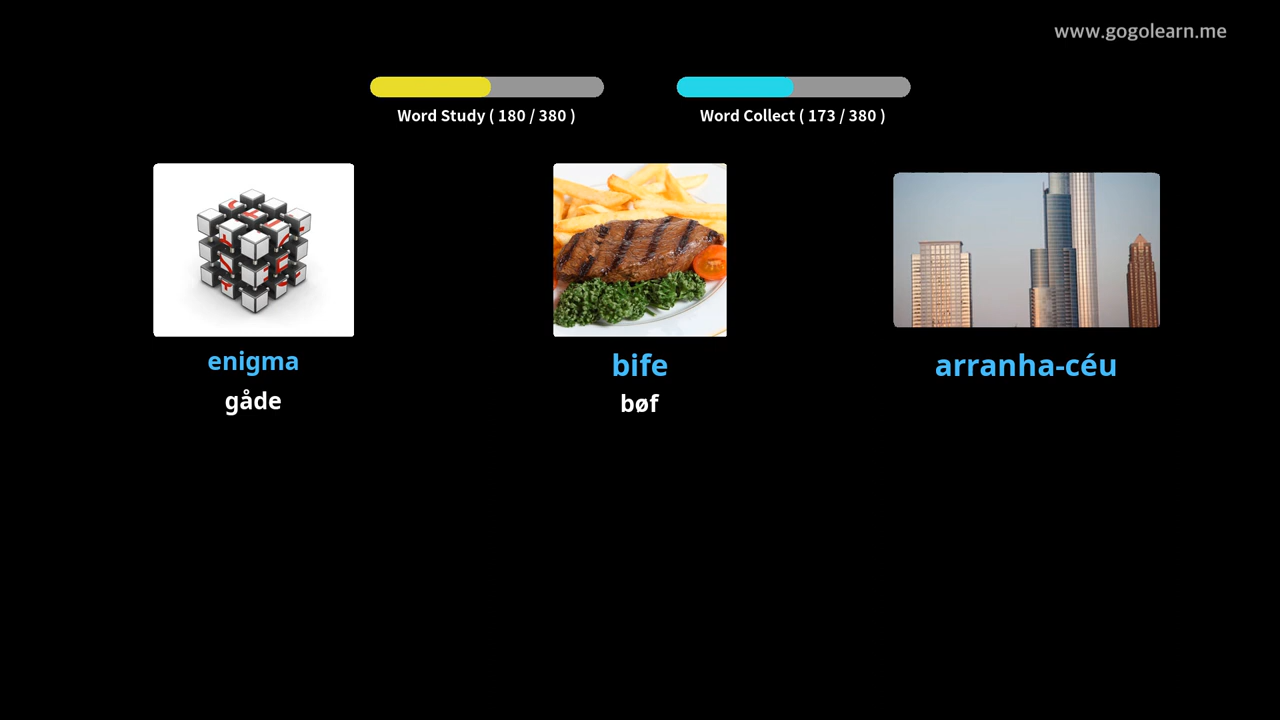 www.gogolearn.me
Word Study ( 180 / 380 )
Word Collect ( 173 / 380 )
enigma
gåde
bife
bøf
arranha-céu